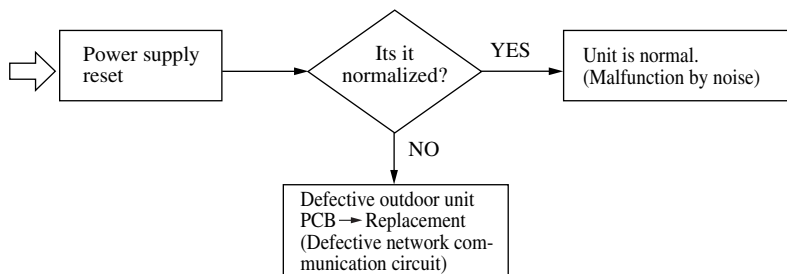 Power supply
reset
Its it
normalized?
YES
Unit is normal.
(Malfunction by noise)
NO
Defective outdoor unit
PCB → Replacement
(Defective network com-
munication circuit)